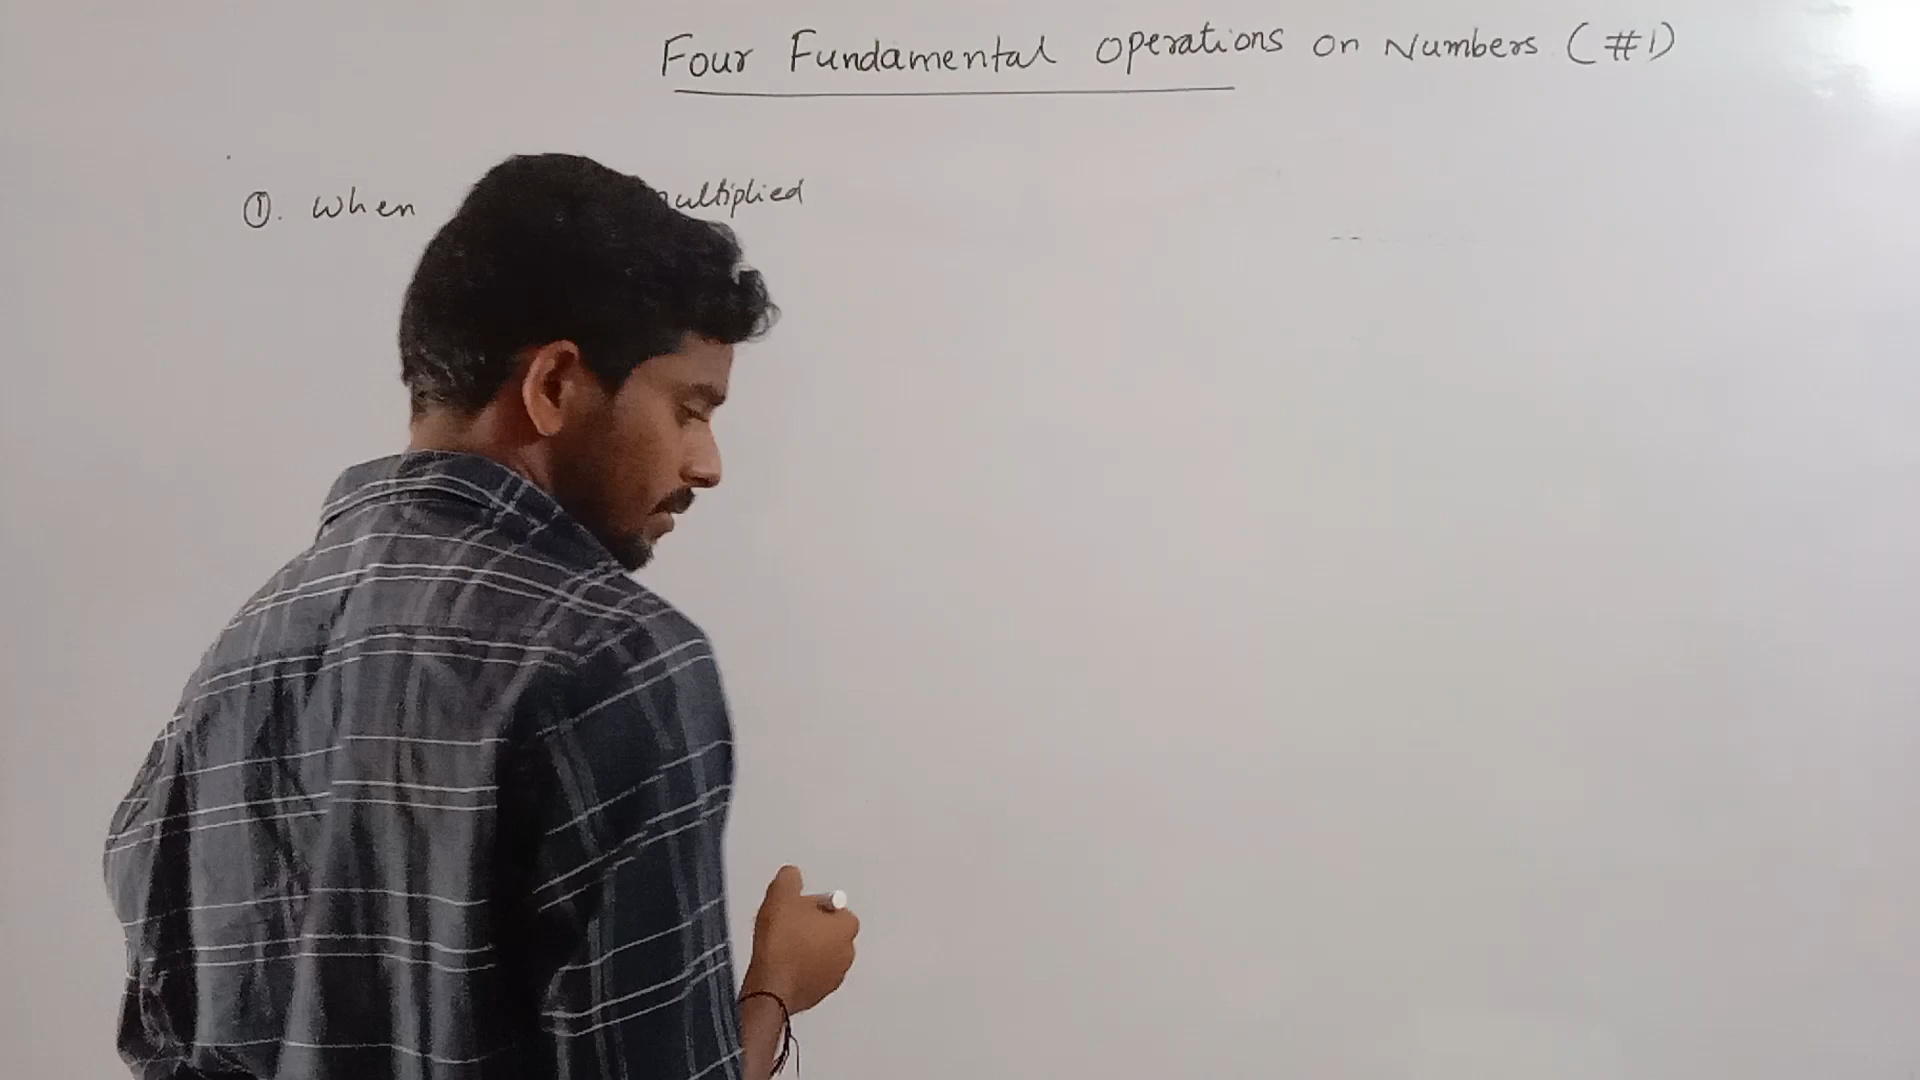 Four Fundamental Operations on Numbers (#1)
①. When ultiplied